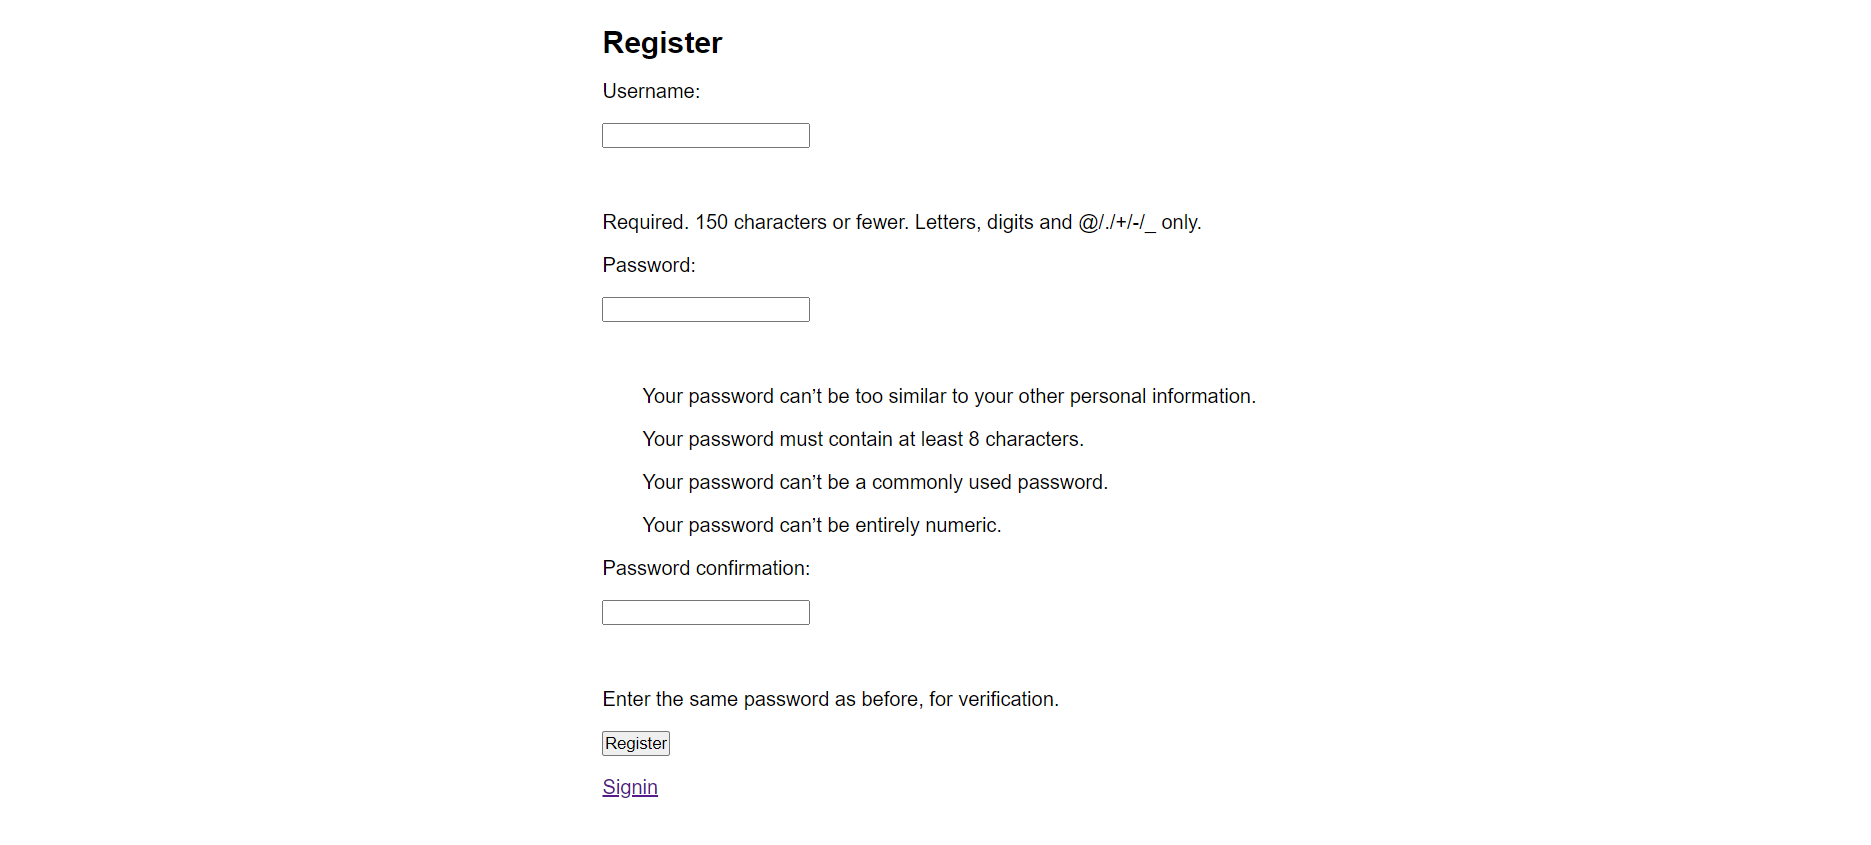 Register
Username:
Required. 150 characters or fewer. Letters, digits and @/./+/-/_ only.
Password:
Your password can’t be too similar to your other personal information.
Your password must contain at least 8 characters.
Your password can’t be a commonly used password.
Your password can’t be entirely numeric.
Password confirmation:
Enter the same password as before, for verification.
Register
Signin